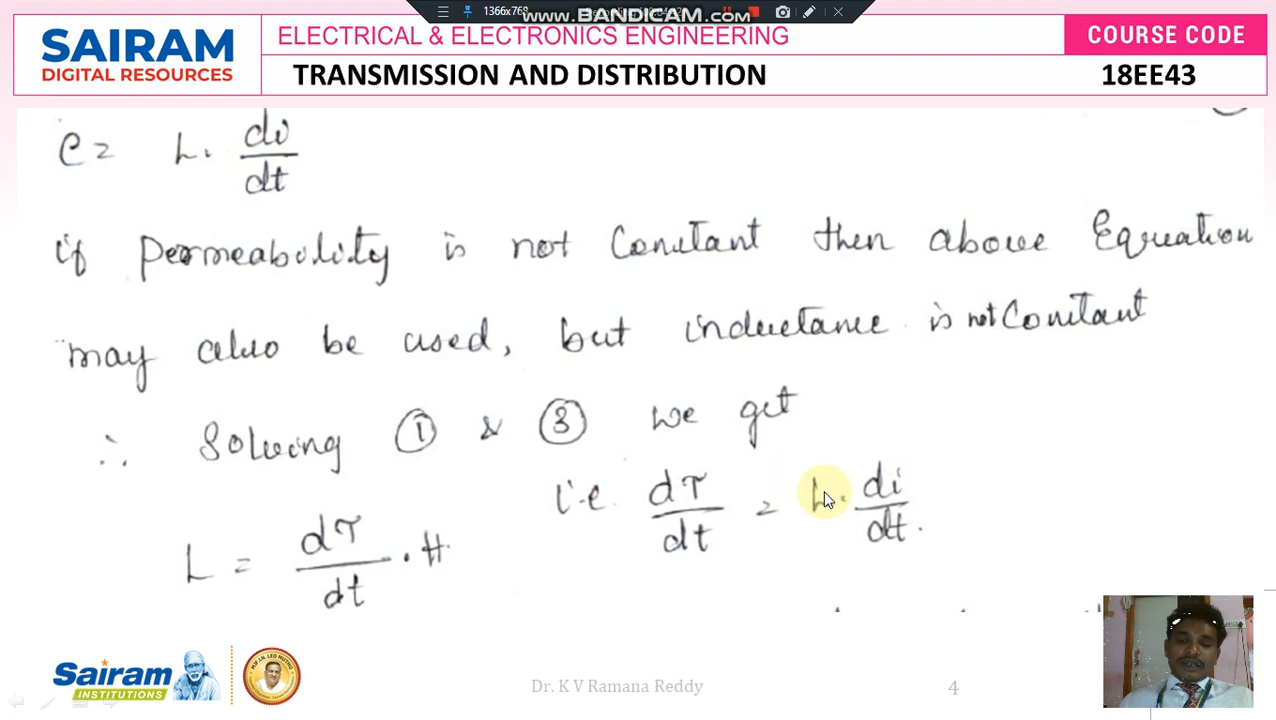 1366x768
www.BANDICAM.com
SAIRAM
DIGITAL RESOURCES
ELECTRICAL & ELECTRONICS ENGINEERING
COURSE CODE
TRANSMISSION AND DISTRIBUTION
18EE43
e = L. di/dt
if Permeability is not Constant then above Equation
may also be used, but inductance is not Constant
∴ Solving ① & ③ we get
i.e. dτ/dt = L. di/dt.
L = dτ/dt . H
Sairam
INSTITUTIONS
Dr. K V Ramana Reddy
4